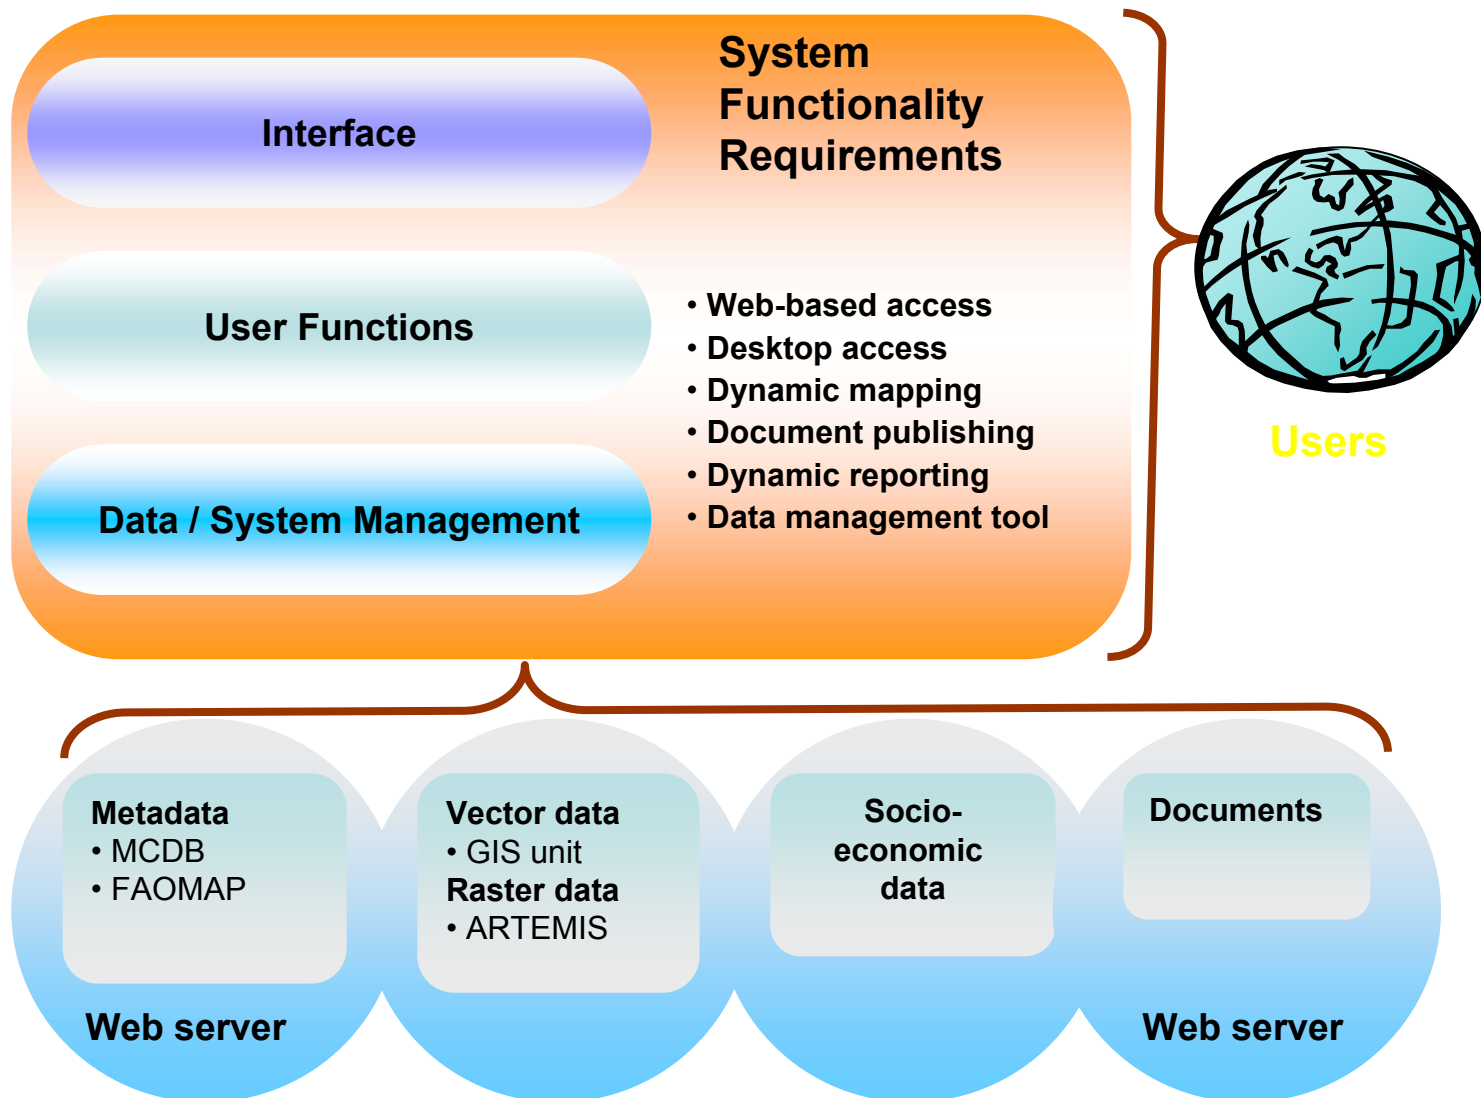 System
Functionality
Requirements
Interface
User Functions
Data / System Management
• Web-based access
• Desktop access
• Dynamic mapping
• Document publishing
• Dynamic reporting
• Data management tool
Users
Metadata
• MCDB
• FAOMAP
Web server
Vector data
• GIS unit
Raster data
• ARTEMIS
Socio-
economic
data
Documents
Web server